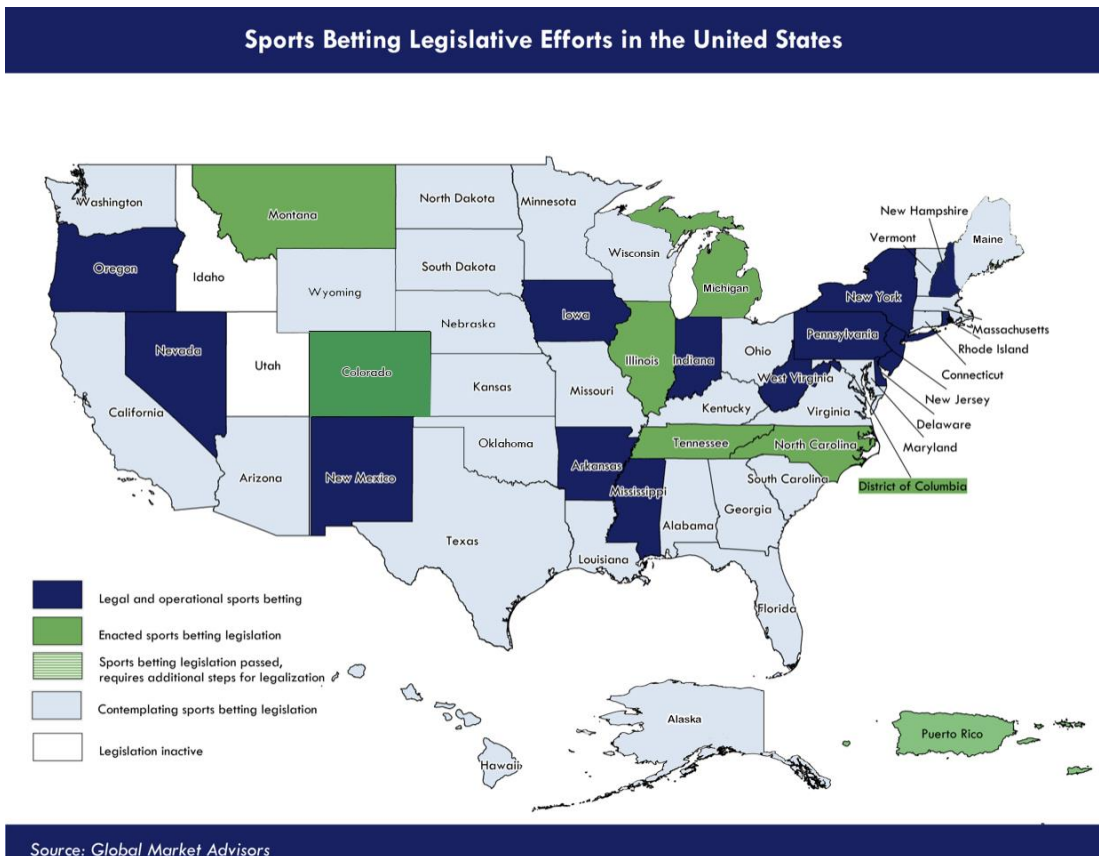 Sports Betting Legislative Efforts in the United States
Washington
Montana
North Dakota
Minnesota
New Hampshire
Vermont
Maine
Oregon
Idaho
Wyoming
South Dakota
Wisconsin
Michigan
New York
Nebraska
Iowa
Massachusetts
Rhode Island
Nevada
Utah
Colorado
Illinois
Indiana
Ohio
Pennsylvania
Connecticut
California
Kansas
Missouri
West Virginia
Kentucky
Virginia
New Jersey
Delaware
Maryland
Arizona
New Mexico
Oklahoma
Arkansas
Tennessee
North Carolina
South Carolina
District of Columbia
Texas
Louisiana
Mississippi
Alabama
Georgia
Florida
Legal and operational sports betting
Enacted sports betting legislation
Sports betting legislation passed,
requires additional steps for legalization
Contemplating sports betting legislation
Legislation inactive
Hawaii
Alaska
Puerto Rico
Source: Global Market Advisors